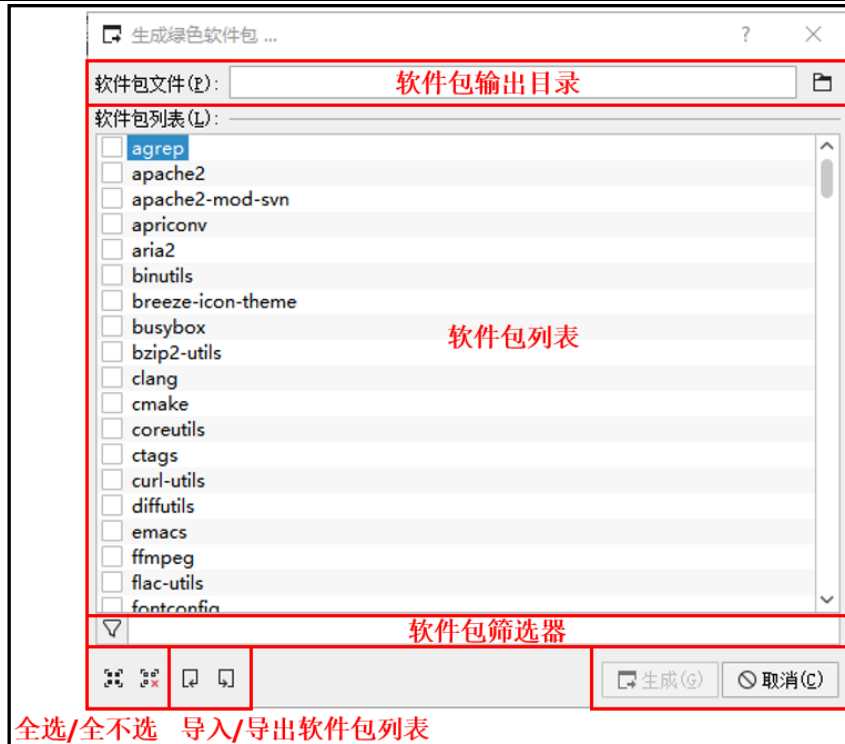 生成绿色软件包 ...
软件包文件(P): 软件包输出目录
软件包列表(L):
agrep
apache2
apache2-mod-svn
apriconv
aria2
binutils
breeze-icon-theme
busybox
软件包列表
bzip2-utils
clang
cmake
coreutils
ctags
curl-utils
diffutils
emacs
ffmpeg
flac-utils
fontconfig
软件包筛选器
生成(G) 取消(C)
全选/全不选 导入/导出软件包列表